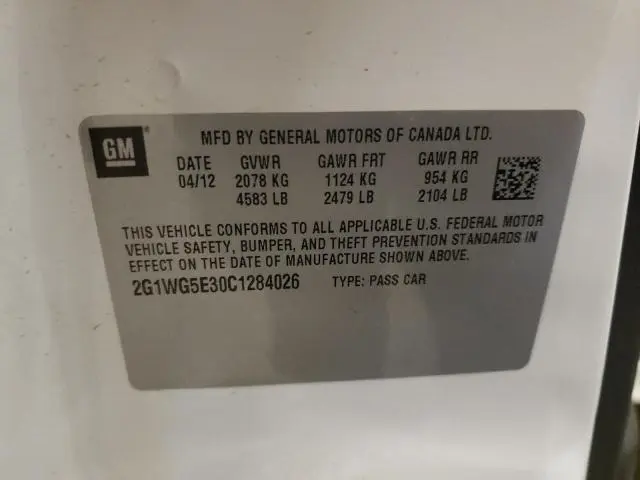 GM
MFD BY GENERAL MOTORS OF CANADA LTD.
DATE GVWR GAWR FRT GAWR RR
04/12 2078 KG 1124 KG 954 KG
4583 LB 2479 LB 2104 LB
THIS VEHICLE CONFORMS TO ALL APPLICABLE U.S. FEDERAL MOTOR
VEHICLE SAFETY, BUMPER, AND THEFT PREVENTION STANDARDS IN
EFFECT ON THE DATE OF MANUFACTURE SHOWN ABOVE.
2G1WG5E30C1284026 TYPE: PASS CAR